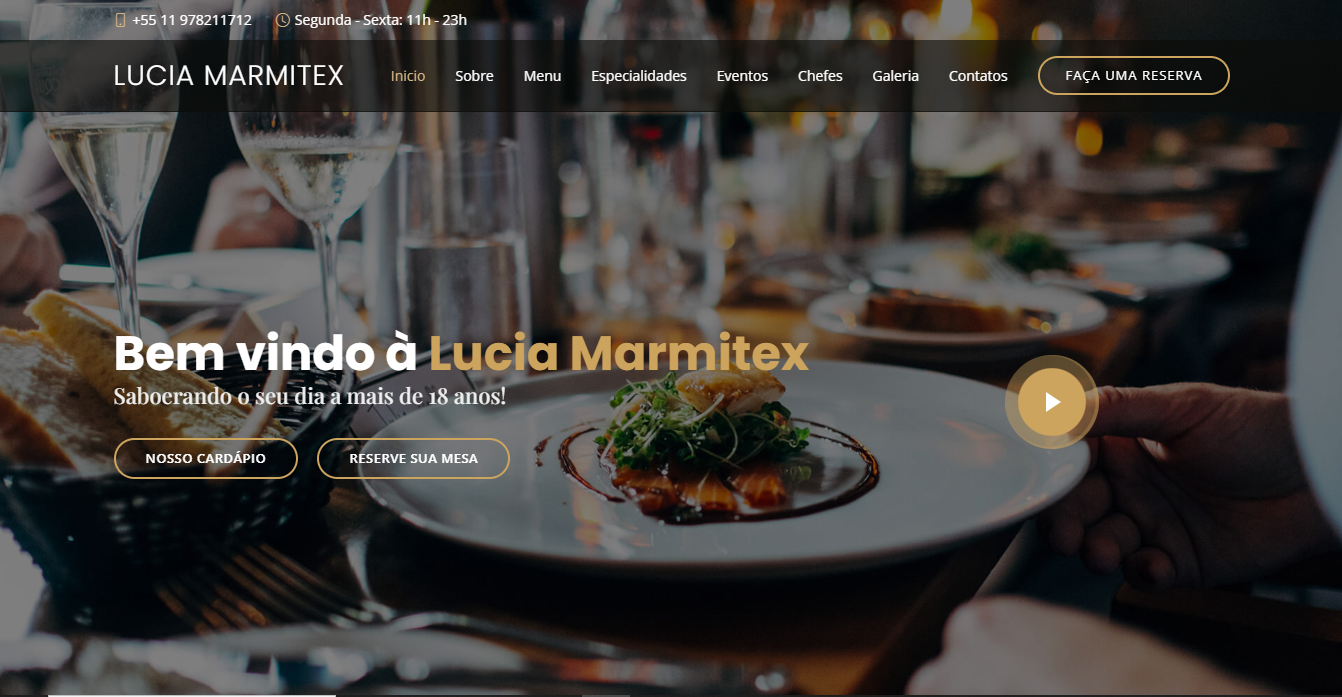 +55 11 978211712 Segunda - Sexta: 11h - 23h
LUCIA MARMITEX Inicio Sobre Menu Especialidades Eventos Chefes Galeria Contatos FAÇA UMA RESERVA
Bem vindo à Lucia Marmitex
Saboerando o seu dia a mais de 18 anos!
NOSSO CARDÁPIO RESERVE SUA MESA